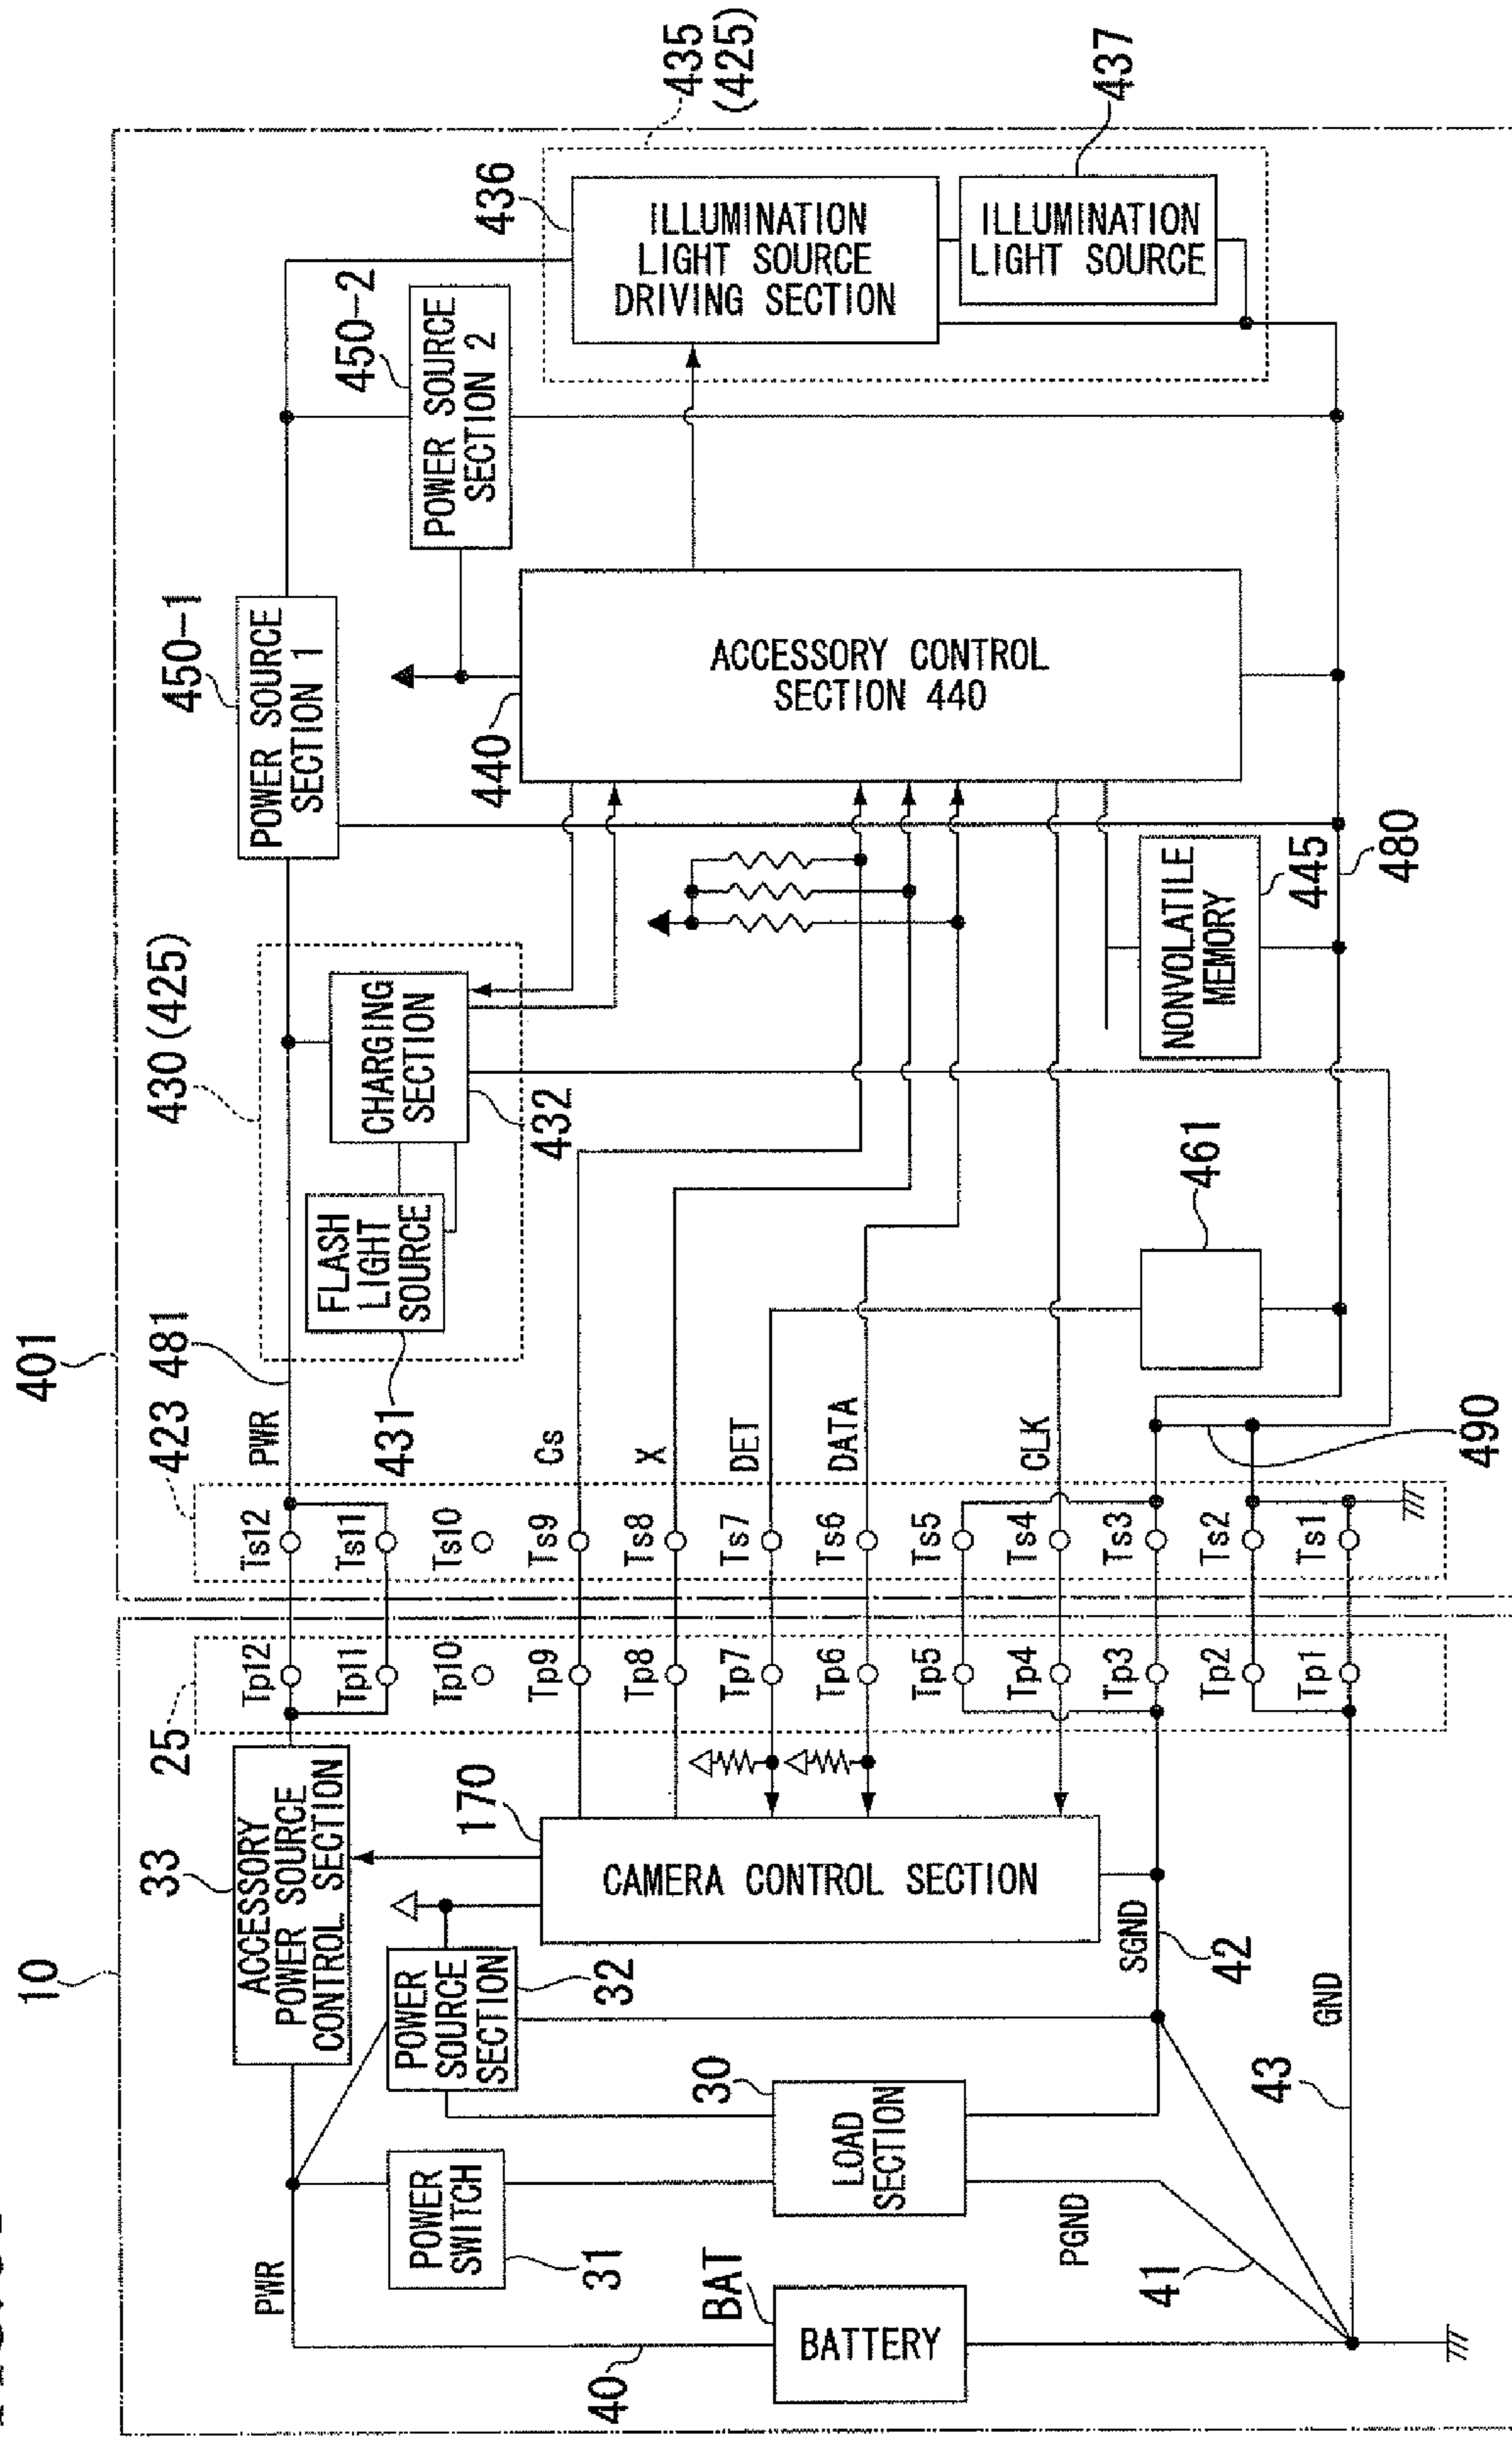 10
401
PWR
40
BAT
BATTERY
POWER
SWITCH
31
33
ACCESSORY
POWER SOURCE
CONTROL SECTION
POWER
SOURCE
SECTION
32
30
LOAD
SECTION
PGND
41
170
CAMERA CONTROL SECTION
SGND
42
GND
43
25
Tp12
Tp11
Tp10
Tp9
Tp8
Tp7
Tp6
Tp5
Tp4
Tp3
Tp2
Tp1
423
Ts12
Ts11
Ts10
Ts9
Ts8
Ts7
Ts6
Ts5
Ts4
Ts3
Ts2
Ts1
PWR
481
Cs
X
DET
DATA
CLK
490
430(425)
FLASH
LIGHT
SOURCE
431
CHARGING
SECTION
432
461
NONVOLATILE
MEMORY
445
480
450-1
POWER SOURCE
SECTION 1
440
ACCESSORY CONTROL
SECTION 440
450-2
POWER SOURCE
SECTION 2
435
(425)
436
ILLUMINATION
LIGHT SOURCE
DRIVING SECTION
437
ILLUMINATION
LIGHT SOURCE